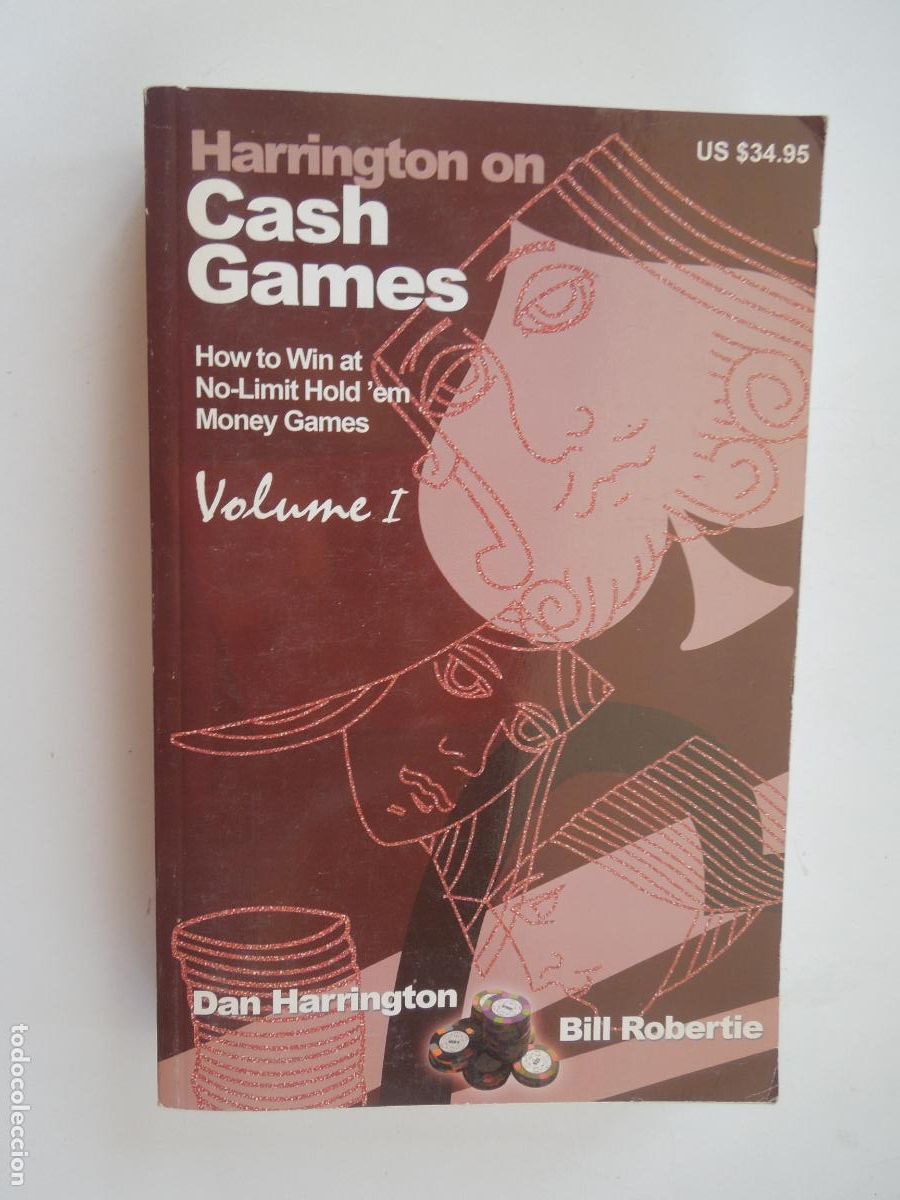 Harrington on
US $34.95
Cash
Games
How to Win at
No-Limit Hold 'em
Money Games
Volume I
Dan Harrington
Bill Robertie
todocoleccion